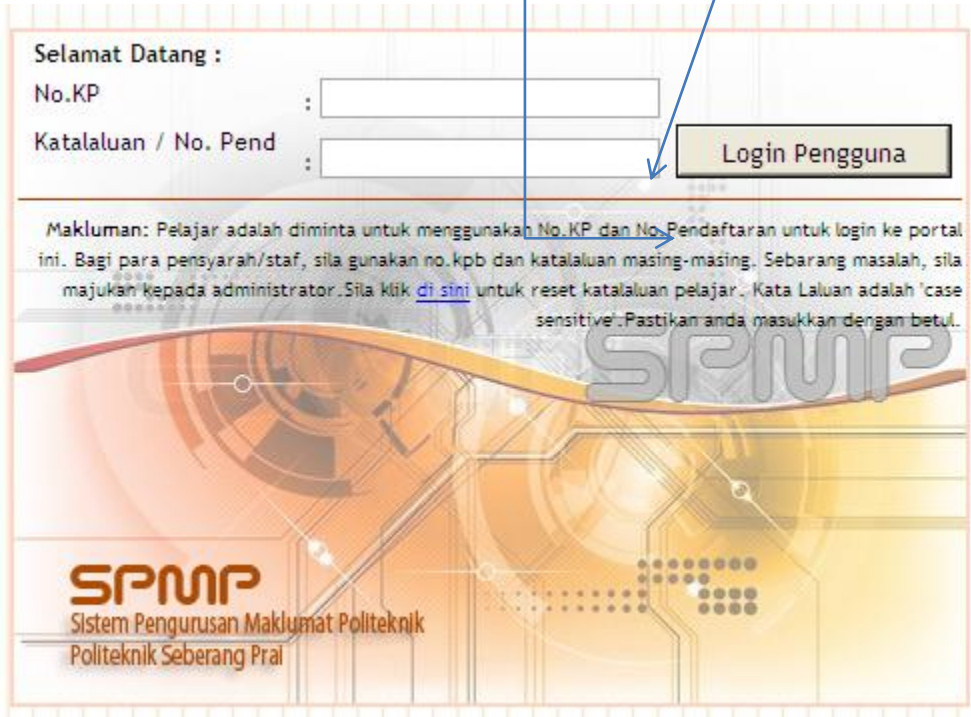 Selamat Datang :
No.KP :
Katalaluan / No. Pend :
Login Pengguna
Makluman: Pelajar adalah diminta untuk menggunakan No.KP dan No.Pendaftaran untuk login ke portal
ini. Bagi para pensyarah/staf, sila gunakan no.kpb dan katalaluan masing-masing. Sebarang masalah, sila
majukan kepada administrator.Sila klik di sini untuk reset katalaluan pelajar. Kata Laluan adalah 'case
sensitive'.Pastikan anda masukkan dengan betul.
SPMP
SPMP
Sistem Pengurusan Maklumat Politeknik
Politeknik Seberang Prai